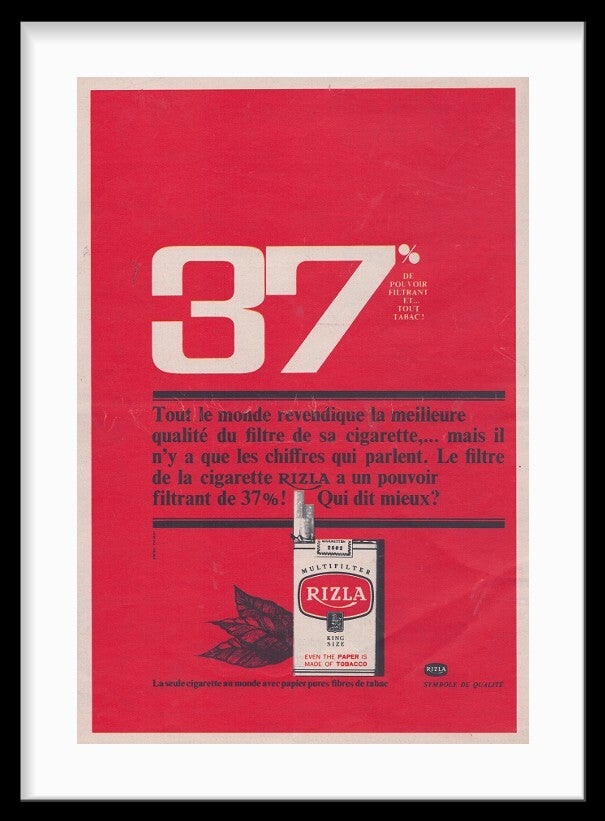 37%
DE
POUVOIR
FILTRANT
ET...
TOUT
TABAC!
Tout le monde revendique la meilleure
qualité du filtre de sa cigarette,... mais il
n'y a que les chiffres qui parlent. Le filtre
de la cigarette RIZLA a un pouvoir
filtrant de 37%! Qui dit mieux?
MULTIFILTER
RIZLA
KING
SIZE
EVEN THE PAPER IS
MADE OF TOBACCO
RIZLA
La seule cigarette au monde avec papier pures fibres de tabac
SYMBOLE DE QUALITÉ